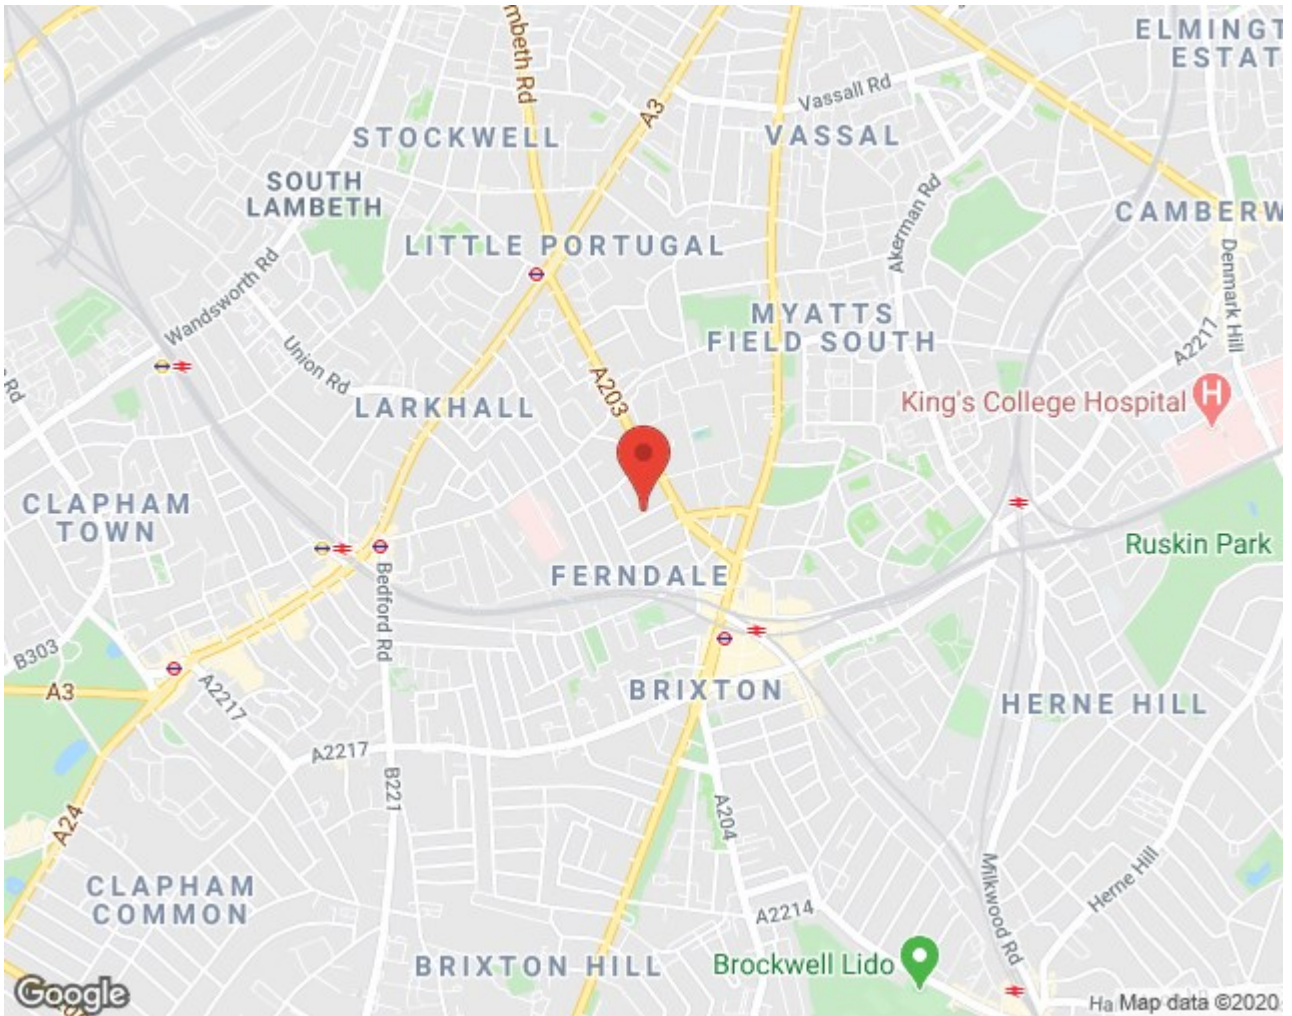 ELMINGT
ESTAT
mbeth Rd
A3
Vassall Rd
STOCKWELL
VASSAL
SOUTH
LAMBETH
Akerman Rd
CAMBERW
LITTLE PORTUGAL
Denmark Hill
Wandsworth Rd
MYATTS
FIELD SOUTH
A2217
Union Rd
Rd
A203
LARKHALL
King's College Hospital
H
CLAPHAM
TOWN
Ruskin Park
FERNDALE
Bedford Rd
B303
A3
A2217
BRIXTON
HERNE HILL
A2217
B221
A204
A24
CLAPHAM
COMMON
Milkwood Rd
Herne Hill
A2214
BRIXTON HILL
Brockwell Lido
Google
Ha
Map data ©2020